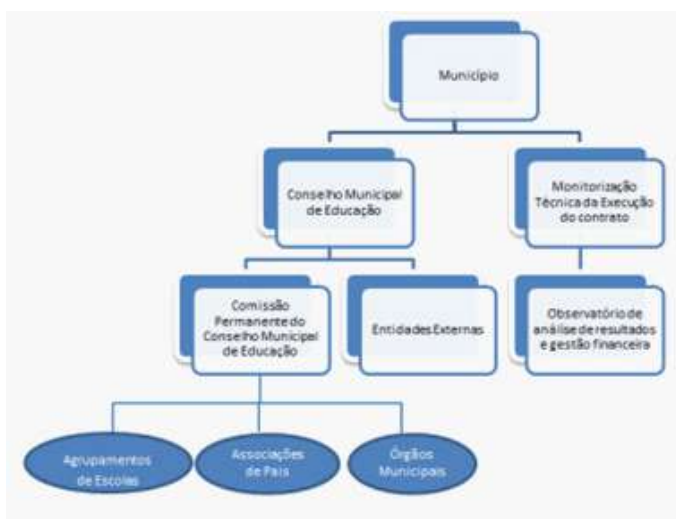 Município
Conselho Municipal
de Educação
Monitorização
Técnica da Execução
do contrato
Comissão
Permanente do
Conselho Municipal
de Educação
Entidades Externas
Observatório de
análise de resultados
e gestão financeira
Agrupamentos
de Escolas
Associações
de Pais
Órgãos
Municipais